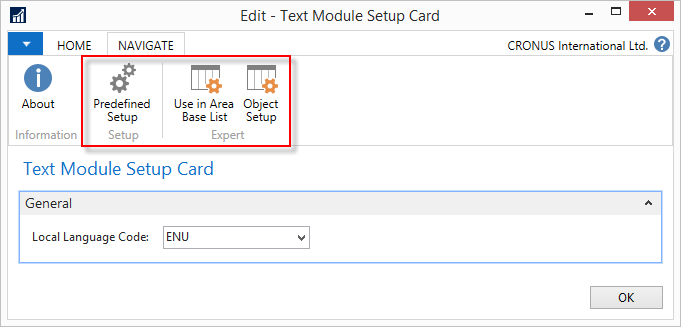 Edit - Text Module Setup Card
HOME NAVIGATE CRONUS International Ltd.
About
Predefined
Setup
Use in Area
Base List
Object
Setup
Information Setup Expert
Text Module Setup Card
General
Local Language Code: ENU
OK